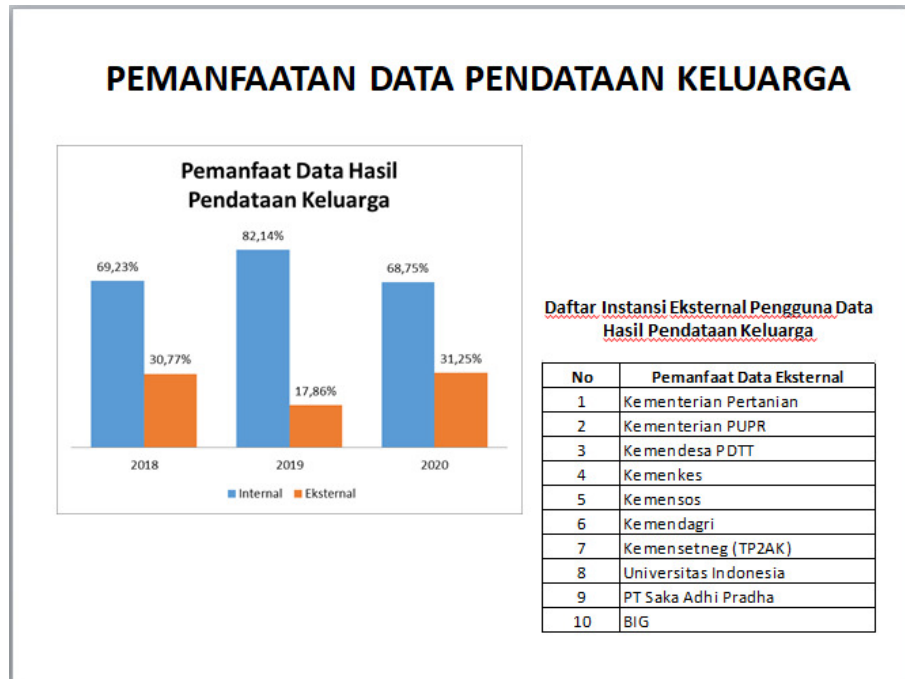 PEMANFAATAN DATA PENDATAAN KELUARGA
Pemanfaat Data Hasil
Pendataan Keluarga
82,14%
69,23%
68,75%
30,77%
17,86%
31,25%
2018 2019 2020
Internal Eksternal
Daftar Instansi Eksternal Pengguna Data
Hasil Pendataan Keluarga
No Pemanfaat Data Eksternal
1 Kementerian Pertanian
2 Kementerian PUPR
3 Kemendesa PDTT
4 Kemenkes
5 Kemensos
6 Kemendagri
7 Kemensetneg (TP2AK)
8 Universitas Indonesia
9 PT Saka Adhi Pradha
10 BIG